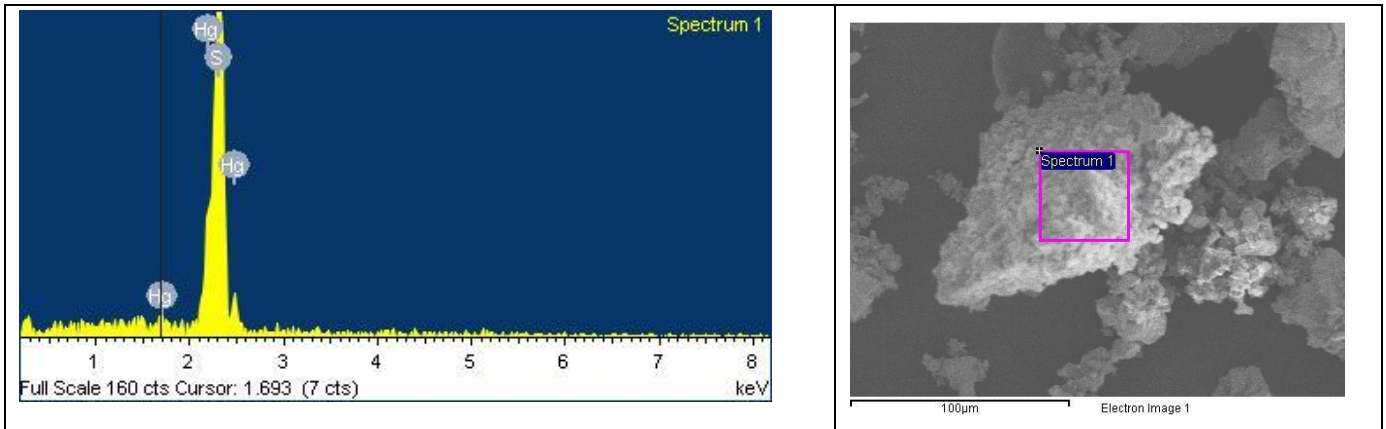 Spectrum 1
Hg
S
Hg
Hg
1 2 3 4 5 6 7 8
Full Scale 160 cts Cursor: 1.693 (7 cts) keV
Spectrum 1
100µm Electron Image 1